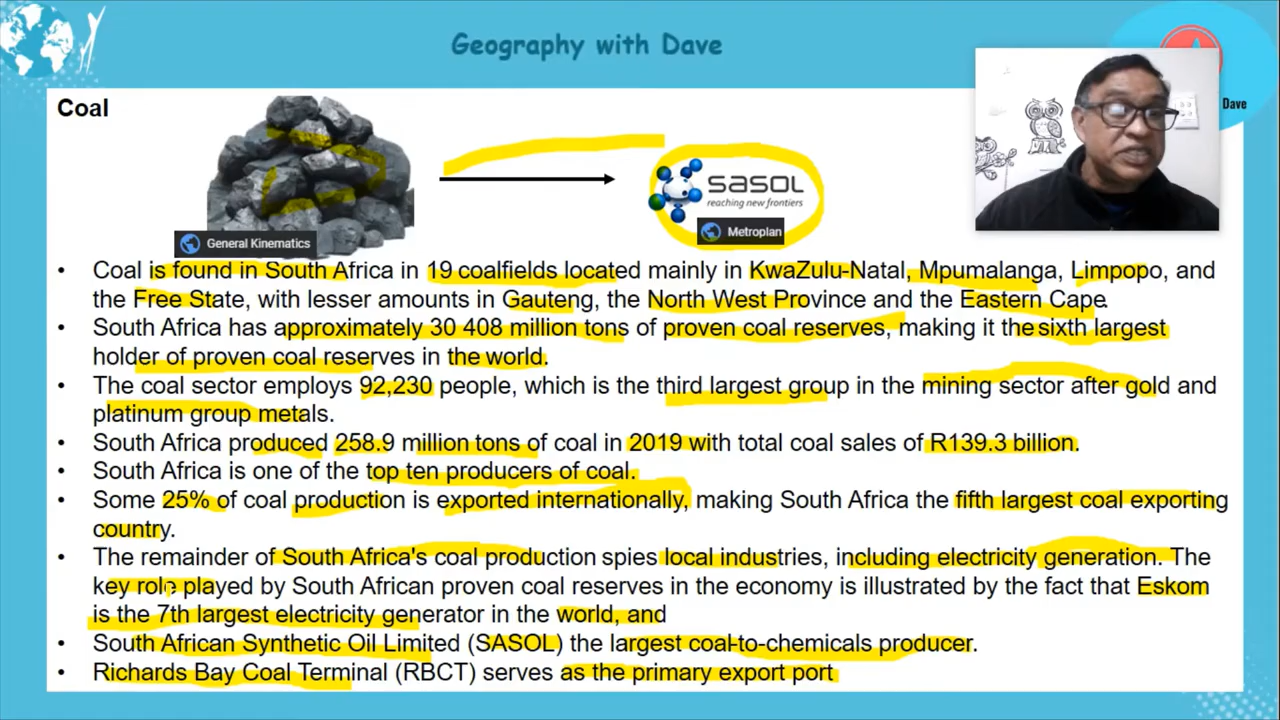 Geography with Dave
Dave
Coal
sasol
reaching new frontiers
Metroplan
General Kinematics
• Coal is found in South Africa in 19 coalfields located mainly in KwaZulu-Natal, Mpumalanga, Limpopo, and
the Free State, with lesser amounts in Gauteng, the North West Province and the Eastern Cape.
• South Africa has approximately 30 408 million tons of proven coal reserves, making it the sixth largest
holder of proven coal reserves in the world.
• The coal sector employs 92,230 people, which is the third largest group in the mining sector after gold and
platinum group metals.
• South Africa produced 258.9 million tons of coal in 2019 with total coal sales of R139.3 billion.
• South Africa is one of the top ten producers of coal.
• Some 25% of coal production is exported internationally, making South Africa the fifth largest coal exporting
country.
• The remainder of South Africa's coal production spies local industries, including electricity generation. The
key role played by South African proven coal reserves in the economy is illustrated by the fact that Eskom
is the 7th largest electricity generator in the world, and
• South African Synthetic Oil Limited (SASOL) the largest coal-to-chemicals producer.
• Richards Bay Coal Terminal (RBCT) serves as the primary export port